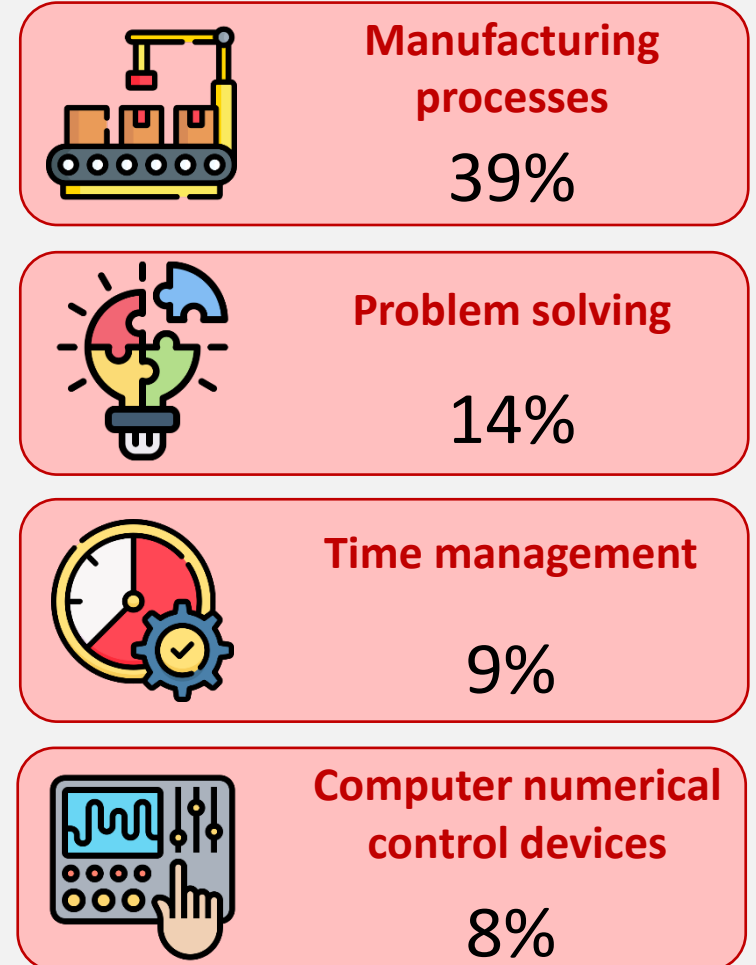 Manufacturing
processes
39%
Problem solving
14%
Time management
9%
Computer numerical
control devices
8%